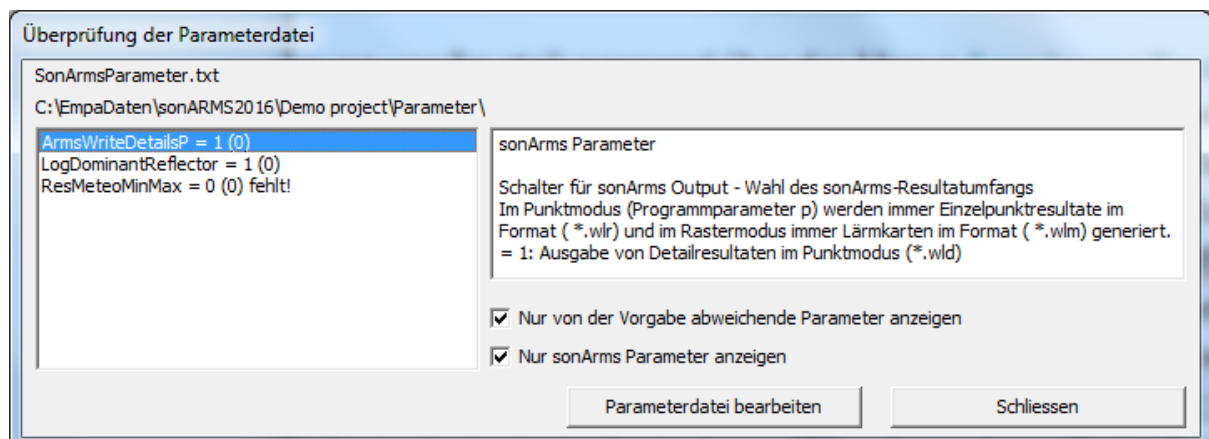 Überprüfung der Parameterdatei
SonArmsParameter.txt
C:\EmpaDaten\sonARMS2016\Demo project\Parameter\
ArmsWriteDetailsP = 1 (0)
LogDominantReflector = 1 (0)
ResMeteoMinMax = 0 (0) fehlt!
sonArms Parameter
Schalter für sonArms Output - Wahl des sonArms-Resultatumfangs
Im Punktmodus (Programmparameter p) werden immer Einzelpunktresultate im
Format ( *.wlr) und im Rastermodus immer Lärmkarten im Format ( *.wlm) generiert.
= 1: Ausgabe von Detailresultaten im Punktmodus (*.wld)
Nur von der Vorgabe abweichende Parameter anzeigen
Nur sonArms Parameter anzeigen
Parameterdatei bearbeiten
Schliessen